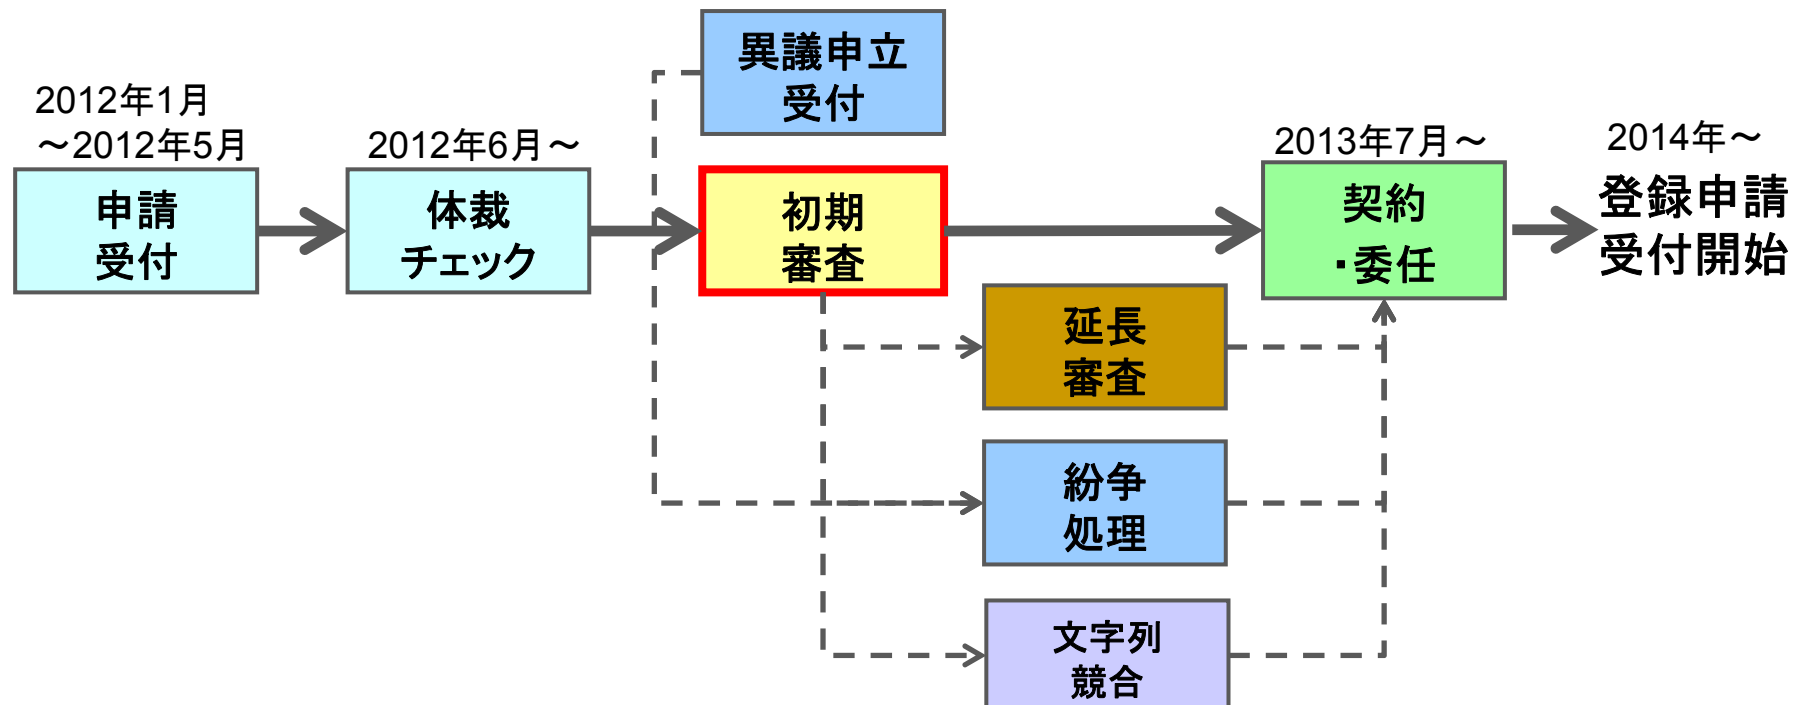 2012年1月
～2012年5月
申請
受付
2012年6月～
体裁
チェック
異議申立
受付
初期
審査
延長
審査
紛争
処理
文字列
競合
2013年7月～
契約
・委任
2014年～
登録申請
受付開始